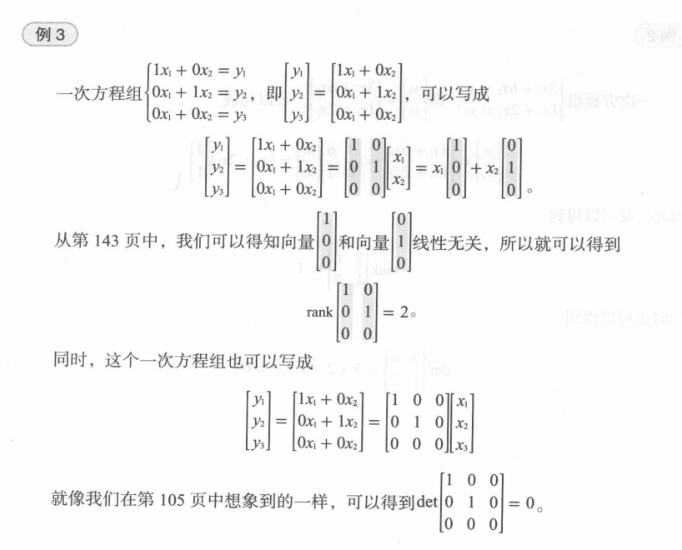 例 3
一次方程组{1x₁ + 0x₂ = y₁; 0x₁ + 1x₂ = y₂; 0x₁ + 0x₂ = y₃, 即[y₁; y₂; y₃] = [1x₁ + 0x₂; 0x₁ + 1x₂; 0x₁ + 0x₂], 可以写成
[y₁; y₂; y₃] = [1x₁ + 0x₂; 0x₁ + 1x₂; 0x₁ + 0x₂] = [1 0; 0 1; 0 0][x₁; x₂] = x₁[1; 0; 0] + x₂[0; 1; 0]。
从第 143 页中，我们可以得知向量[1; 0; 0]和向量[0; 1; 0]线性无关，所以就可以得到
rank[1 0; 0 1; 0 0] = 2。
同时，这个一次方程组也可以写成
[y₁; y₂; y₃] = [1x₁ + 0x₂; 0x₁ + 1x₂; 0x₁ + 0x₂] = [1 0 0; 0 1 0; 0 0 0][x₁; x₂; x₃]
就像我们在第 105 页中想象到的一样，可以得到det[1 0 0; 0 1 0; 0 0 0] = 0。